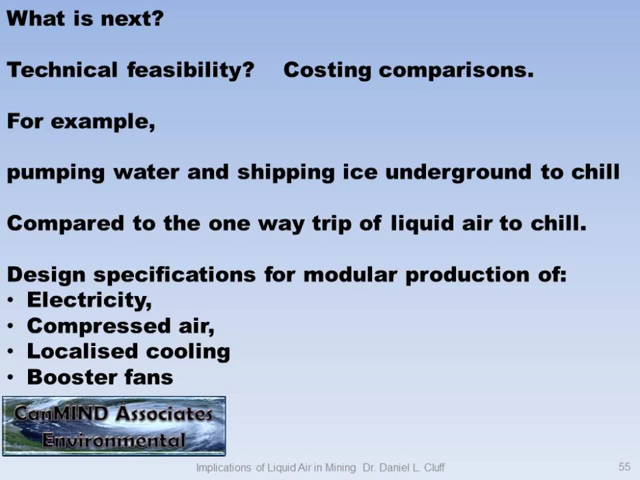 What is next?
Technical feasibility? Costing comparisons.
For example,
pumping water and shipping ice underground to chill
Compared to the one way trip of liquid air to chill.
Design specifications for modular production of:
• Electricity,
• Compressed air,
• Localised cooling
• Booster fans
CanMIND Associates
Environmental
Implications of Liquid Air in Mining Dr. Daniel L. Cluff
55